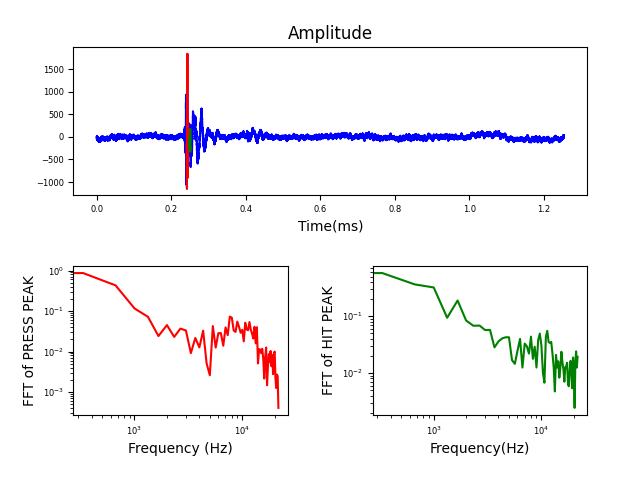 Amplitude
1500
1000
500
0
−500
−1000
0.0 0.2 0.4 0.6 0.8 1.0 1.2
Time(ms)
FFT of PRESS PEAK
10⁰
10⁻¹
10⁻²
10⁻³
10³ 10⁴
Frequency (Hz)
FFT of HIT PEAK
10⁻¹
10⁻²
10³ 10⁴
Frequency(Hz)